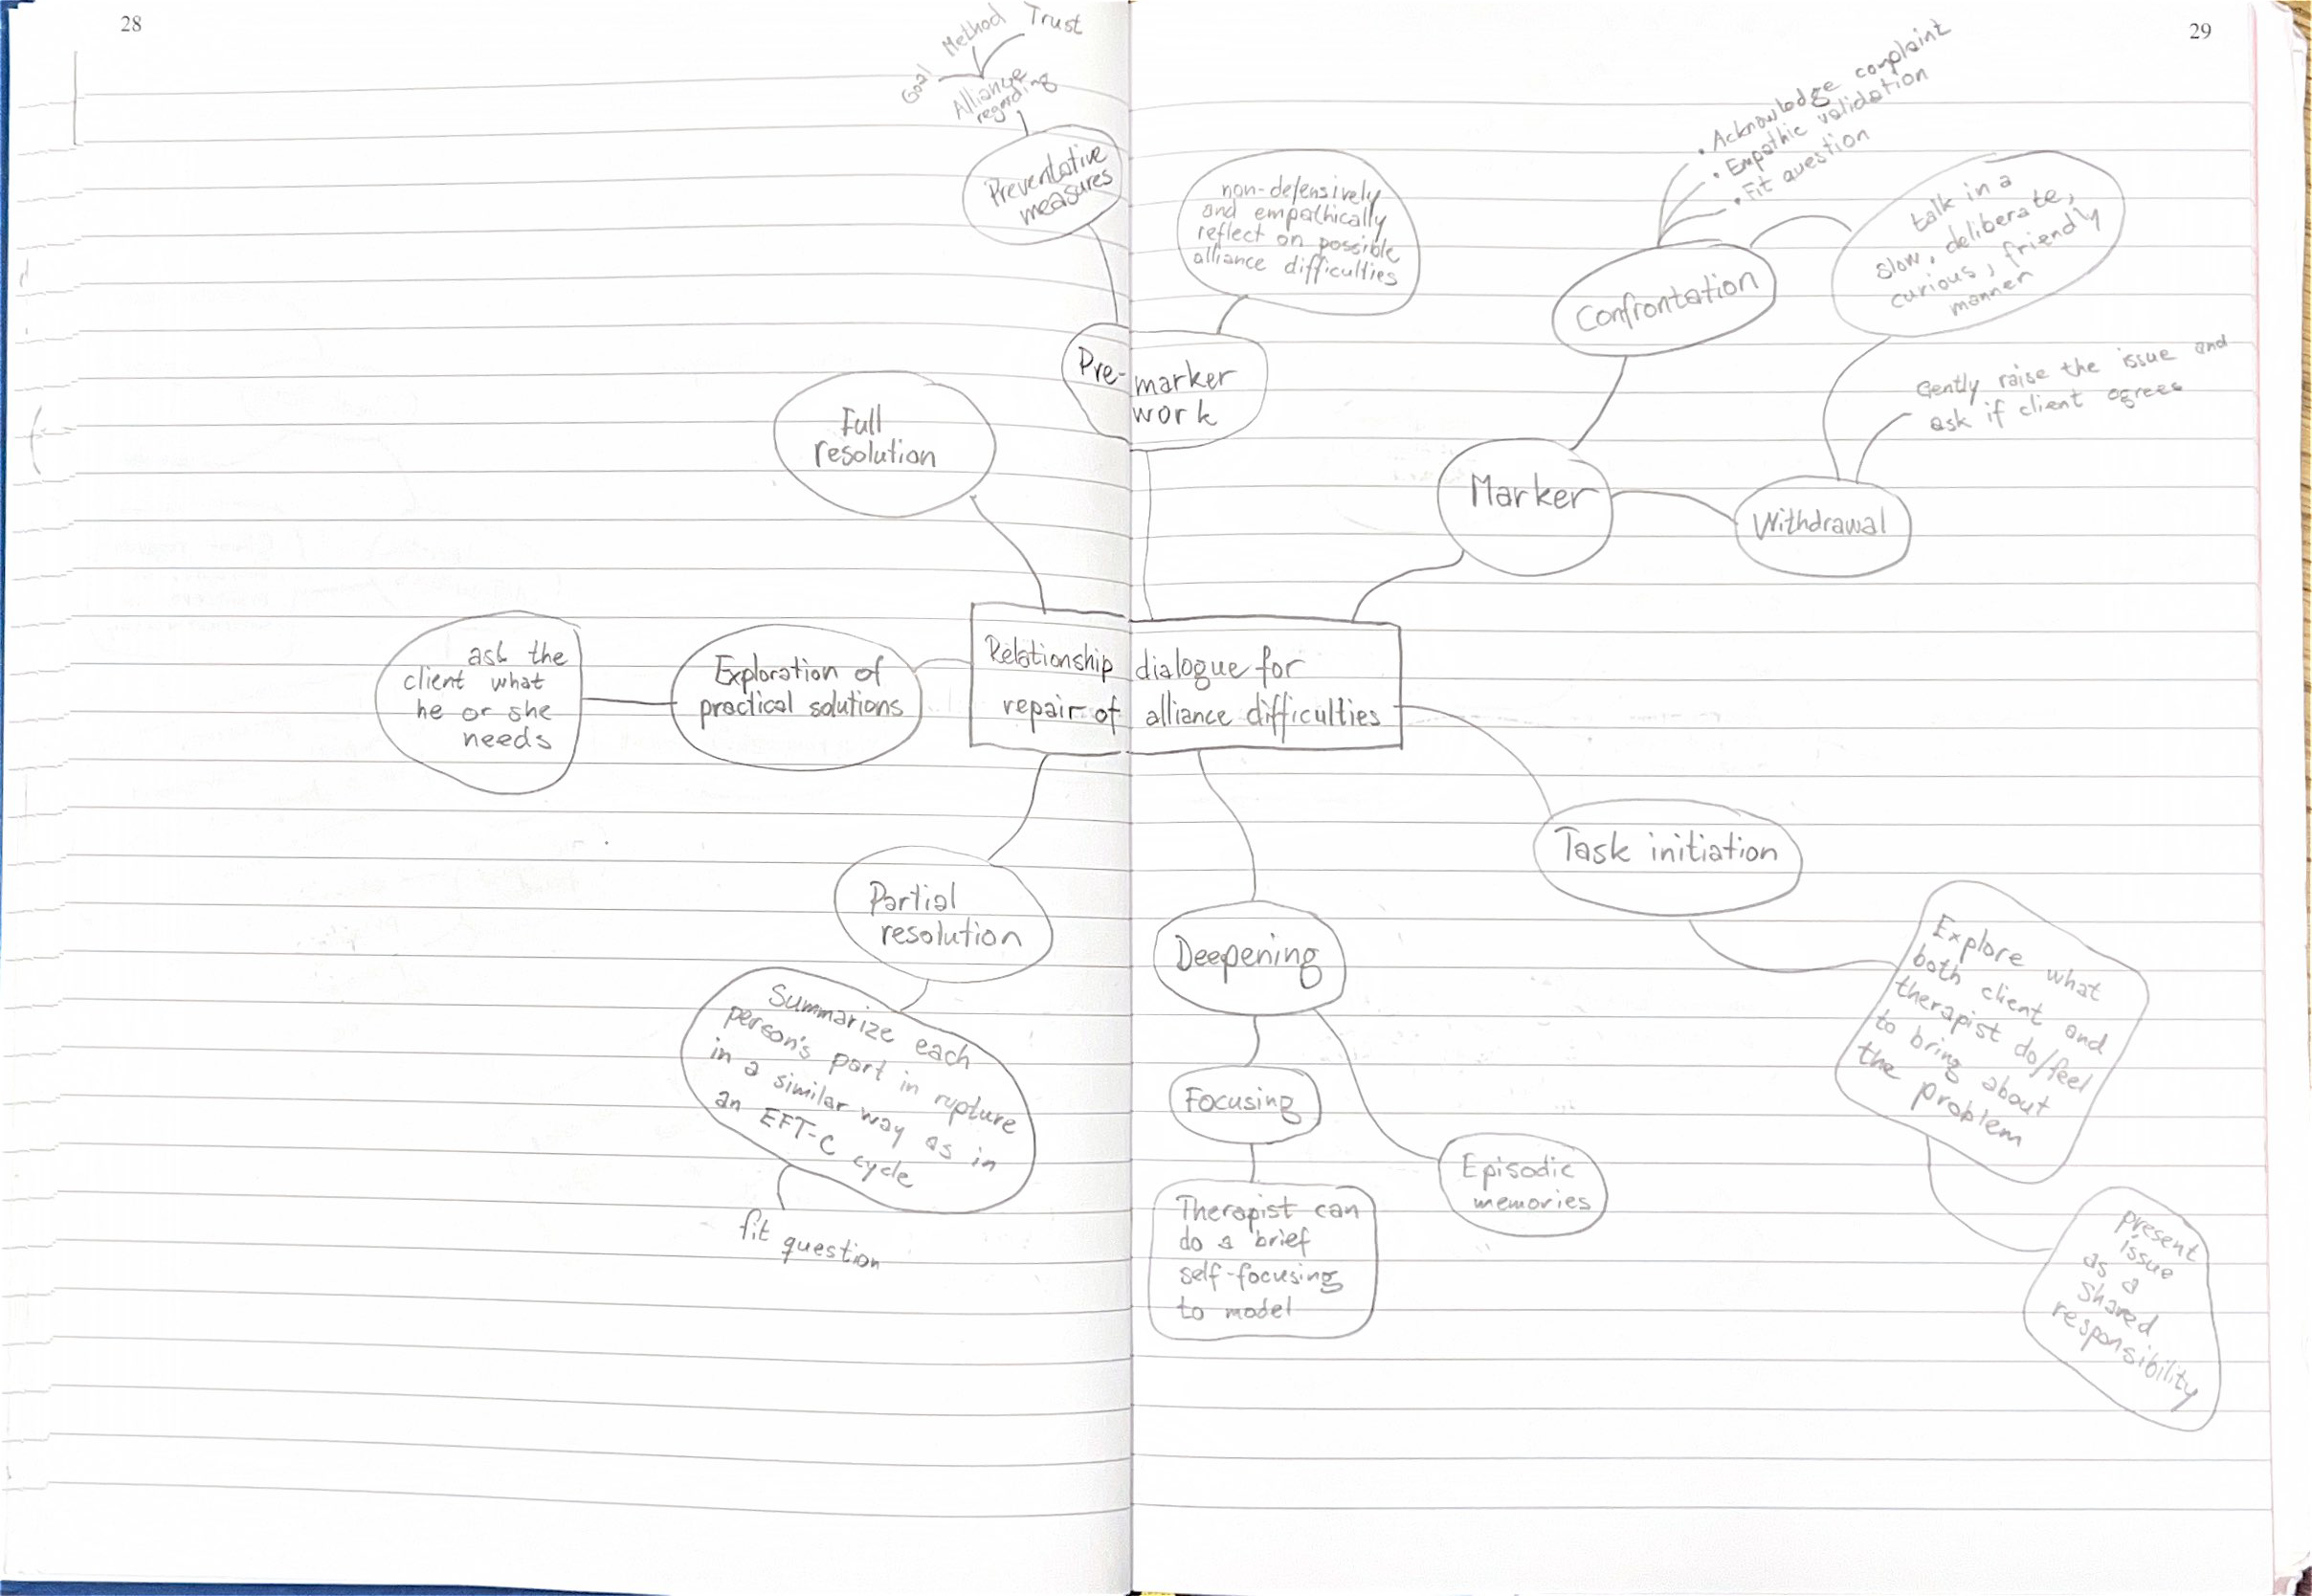 28
29
Goal
Method
Trust
Alliance
regarding
Preventative
measures
non-defensively
and empathically
reflect on possible
alliance difficulties
Pre-marker
work
• Acknowledge complaint
• Empathic validation
• Fit question
Confrontation
talk in a
slow, deliberate,
curious, friendly
manner
Gently raise the issue and
ask if client agrees
Marker
Withdrawal
Full
resolution
Relationship dialogue for
repair of alliance difficulties
Exploration of
practical solutions
ask the
client what
he or she
needs
Task initiation
Explore what
both client and
therapist do/feel
to bring about
the problem
present
issue
as a
shared
responsibility
Deepening
Focusing
Therapist can
do a brief
self-focusing
to model
Episodic
memories
Partial
resolution
Summarize each
person's part in rupture
in a similar way as in
an EFT-C cycle
fit question